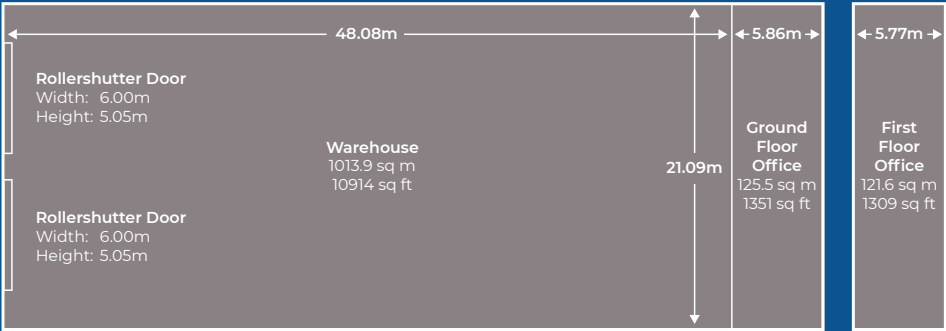 48.08m
5.86m
5.77m
Rollershutter Door
Width: 6.00m
Height: 5.05m
Warehouse
1013.9 sq m
10914 sq ft
21.09m
Ground
Floor
Office
125.5 sq m
1351 sq ft
First
Floor
Office
121.6 sq m
1309 sq ft
Rollershutter Door
Width: 6.00m
Height: 5.05m